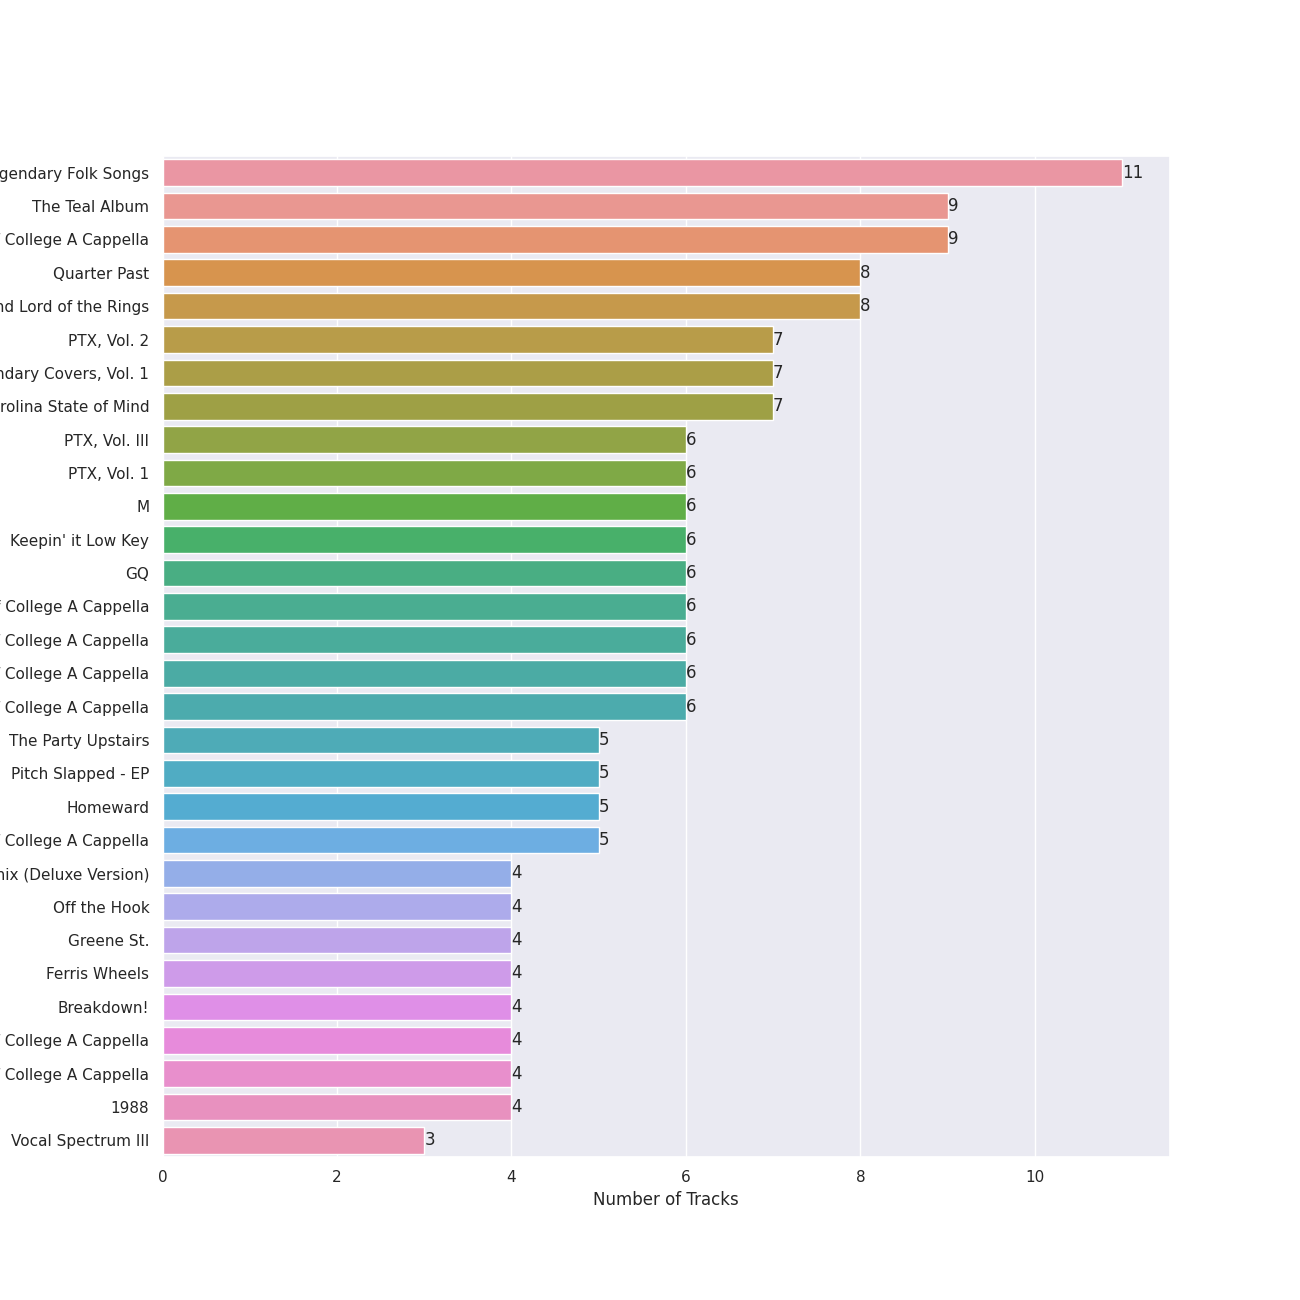 gendary Folk Songs 11
The Teal Album 9
College A Cappella 9
Quarter Past 8
nd Lord of the Rings 8
PTX, Vol. 2 7
ndary Covers, Vol. 1 7
rolina State of Mind 7
PTX, Vol. III 6
PTX, Vol. 1 6
M 6
Keepin' it Low Key 6
GQ 6
College A Cappella 6
College A Cappella 6
College A Cappella 6
College A Cappella 6
The Party Upstairs 5
Pitch Slapped - EP 5
Homeward 5
College A Cappella 5
nix (Deluxe Version) 4
Off the Hook 4
Greene St. 4
Ferris Wheels 4
Breakdown! 4
College A Cappella 4
College A Cappella 4
1988 4
Vocal Spectrum III 3
0 2 4 6 8 10
Number of Tracks